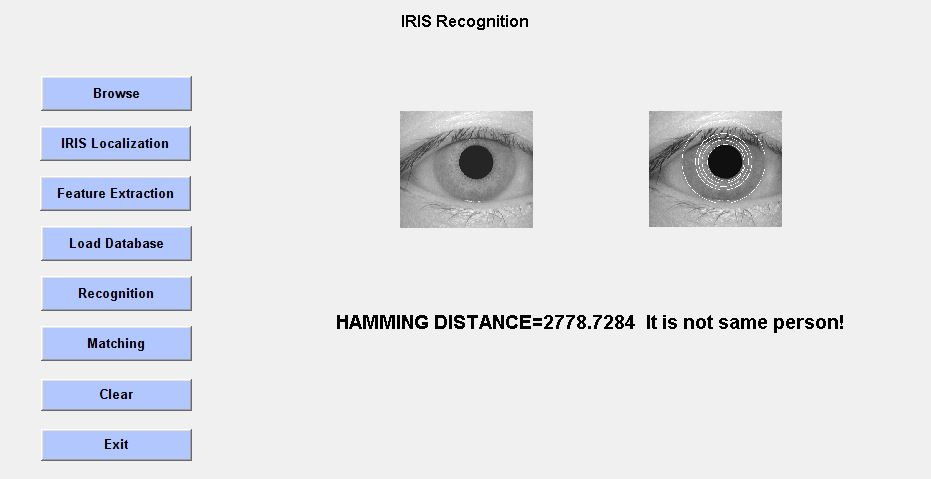 IRIS Recognition
Browse
IRIS Localization
Feature Extraction
Load Database
Recognition
Matching
Clear
Exit
HAMMING DISTANCE=2778.7284 It is not same person!